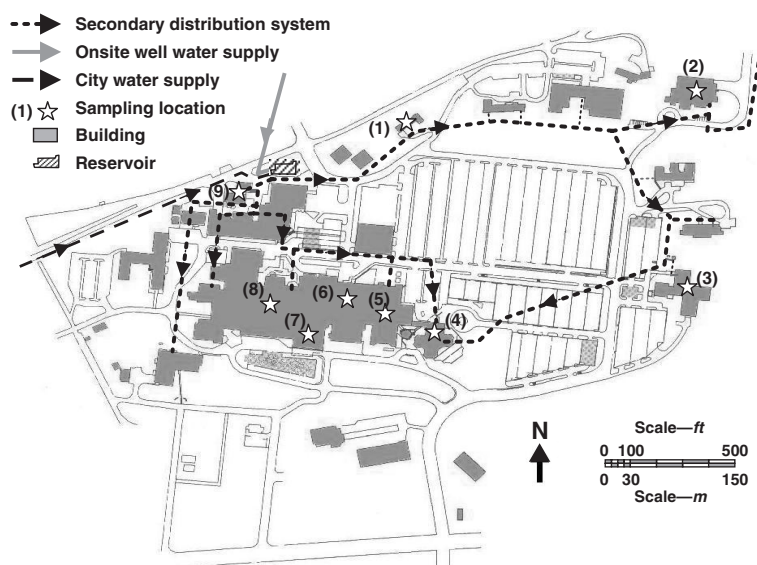 Secondary distribution system
Onsite well water supply
City water supply
(1) Sampling location
Building
Reservoir
(2)
(1)
(9)
(3)
(8)
(6)
(5)
(7)
(4)
N
Scale—ft
0 100 500
0 30 150
Scale—m